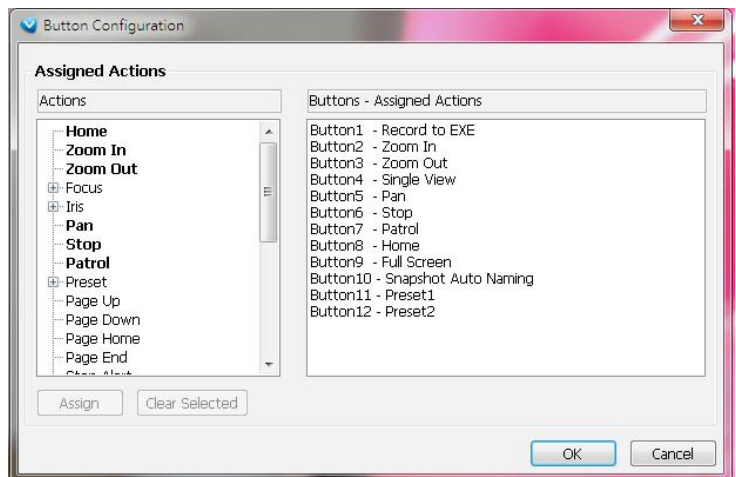 Button Configuration
Assigned Actions
Actions
Home
Zoom In
Zoom Out
Focus
Iris
Pan
Stop
Patrol
Preset
Page Up
Page Down
Page Home
Page End
Stop Alert
Buttons - Assigned Actions
Button1 - Record to EXE
Button2 - Zoom In
Button3 - Zoom Out
Button4 - Single View
Button5 - Pan
Button6 - Stop
Button7 - Patrol
Button8 - Home
Button9 - Full Screen
Button10 - Snapshot Auto Naming
Button11 - Preset1
Button12 - Preset2
Assign
Clear Selected
OK
Cancel